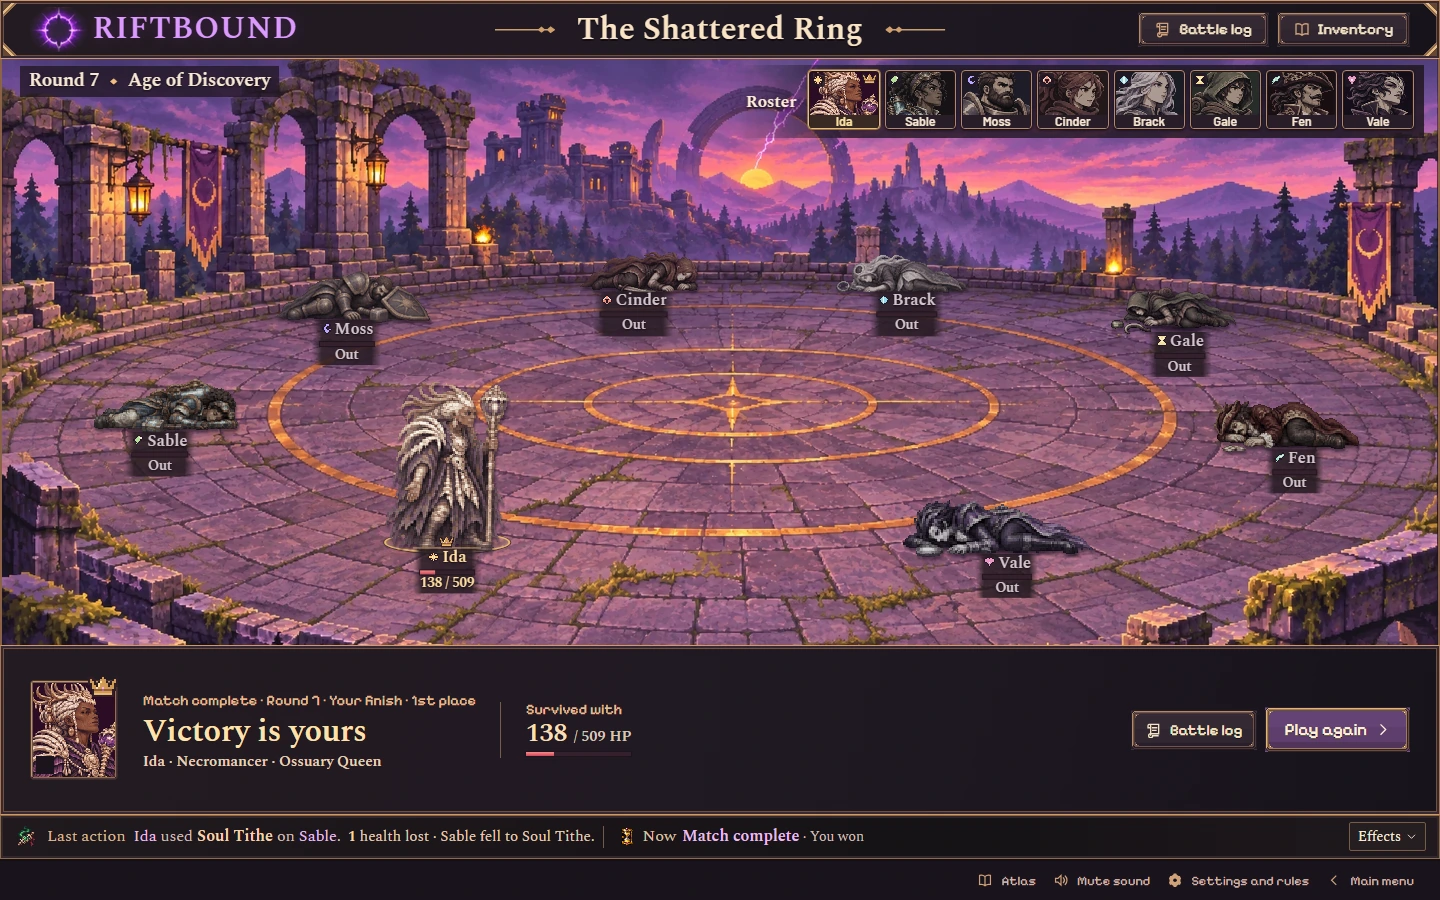 RIFTBOUND
The Shattered Ring
Battle log
Inventory
Round 7 • Age of Discovery
Roster
Ida
Sable
Moss
Cinder
Brack
Gale
Fen
Vale
Cinder
Out
Brack
Out
Moss
Out
Gale
Out
Sable
Out
Fen
Out
Ida
138 / 509
Vale
Out
Match complete · Round 7 · Your finish · 1st place
Victory is yours
Ida · Necromancer · Ossuary Queen
Survived with
138 / 509 HP
Battle log
Play again
Last action Ida used Soul Tithe on Sable. 1 health lost · Sable fell to Soul Tithe.
Now Match complete · You won
Effects
Atlas
Mute sound
Settings and rules
Main menu